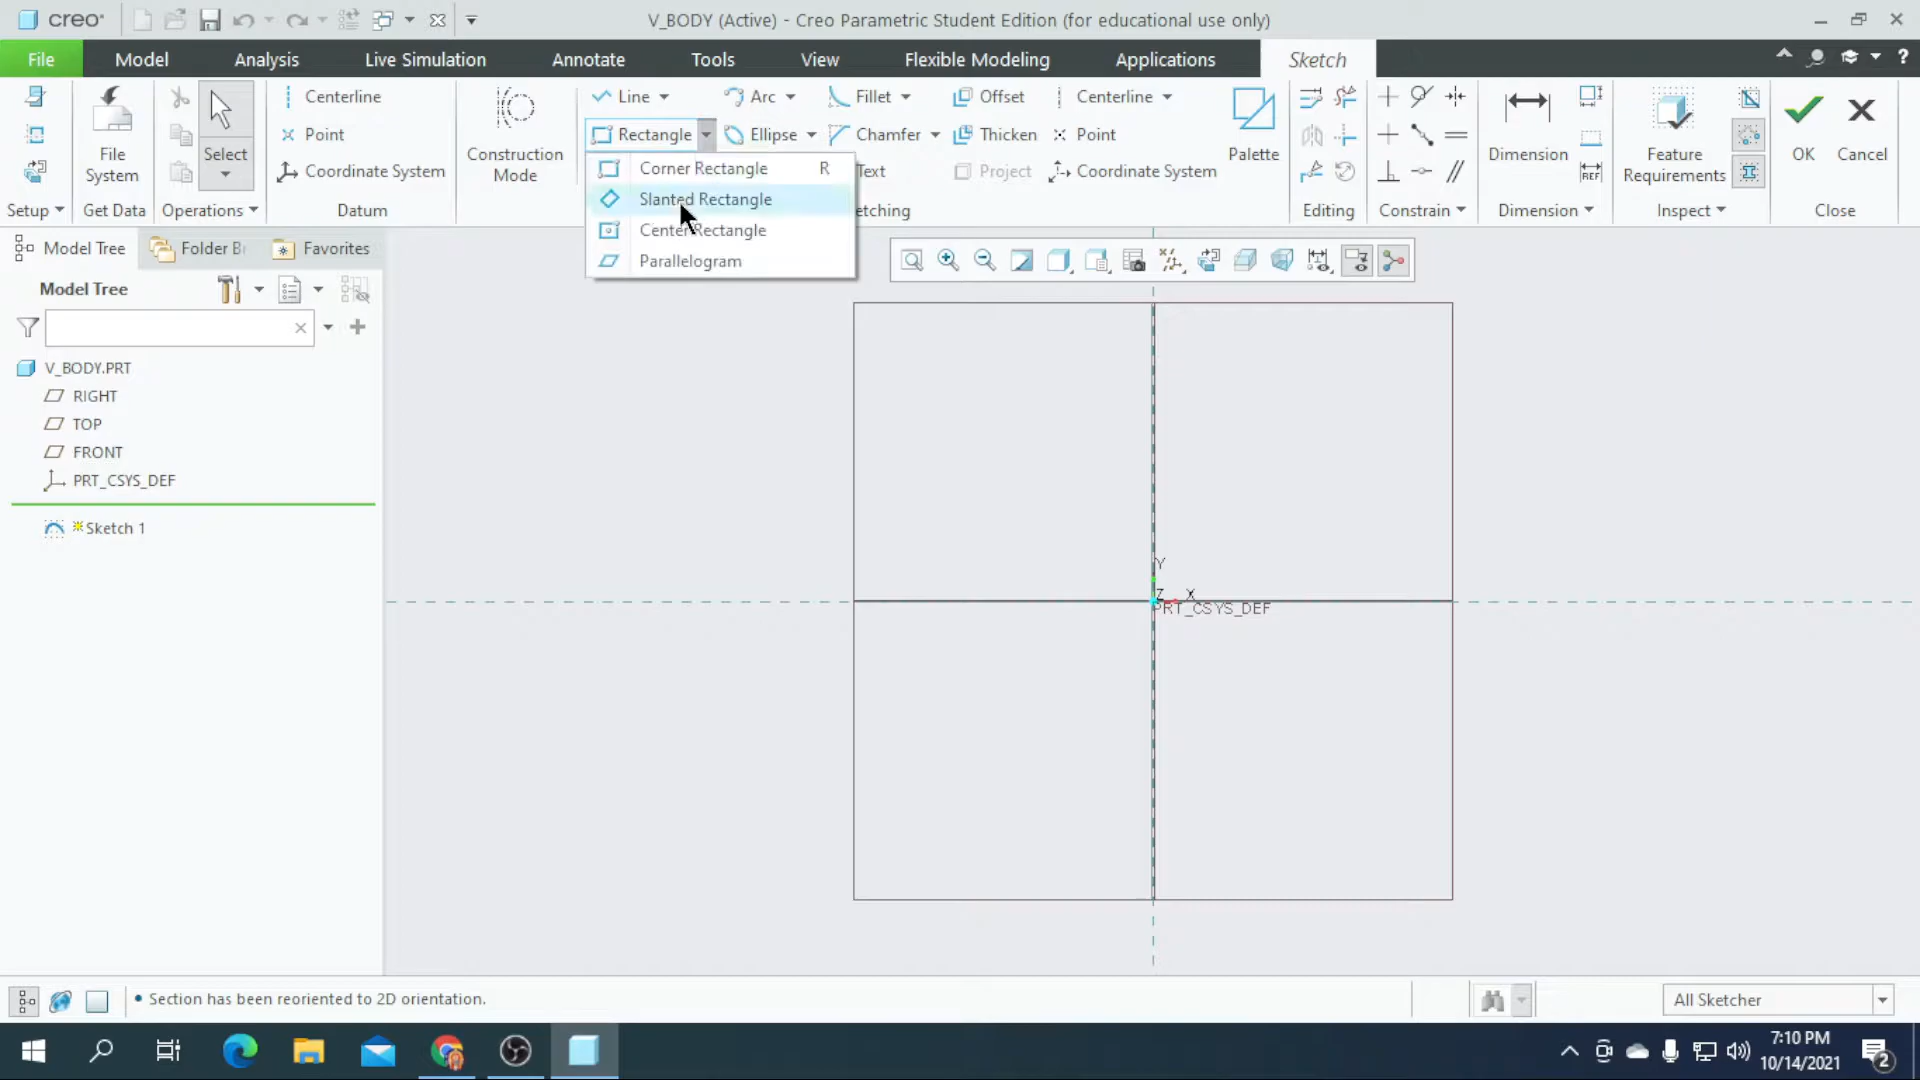 creo
V_BODY (Active) - Creo Parametric Student Edition (for educational use only)
File
Model
Analysis
Live Simulation
Annotate
Tools
View
Flexible Modeling
Applications
Sketch
?
Centerline
Point
Coordinate System
File System
Select
Construction Mode
Line
Arc
Fillet
Offset
Centerline
Rectangle
Ellipse
Chamfer
Thicken
Point
Text
Project
Coordinate System
Palette
Dimension
REF
Feature Requirements
OK
Cancel
Corner Rectangle R
Slanted Rectangle
Center Rectangle
Parallelogram
Setup
Get Data
Operations
Datum
etching
Editing
Constrain
Dimension
Inspect
Close
Model Tree
Folder B
Favorites
Model Tree
V_BODY.PRT
RIGHT
TOP
FRONT
PRT_CSYS_DEF
Sketch 1
Y
Z X
PRT_CSYS_DEF
• Section has been reoriented to 2D orientation.
All Sketcher
7:10 PM
10/14/2021
2